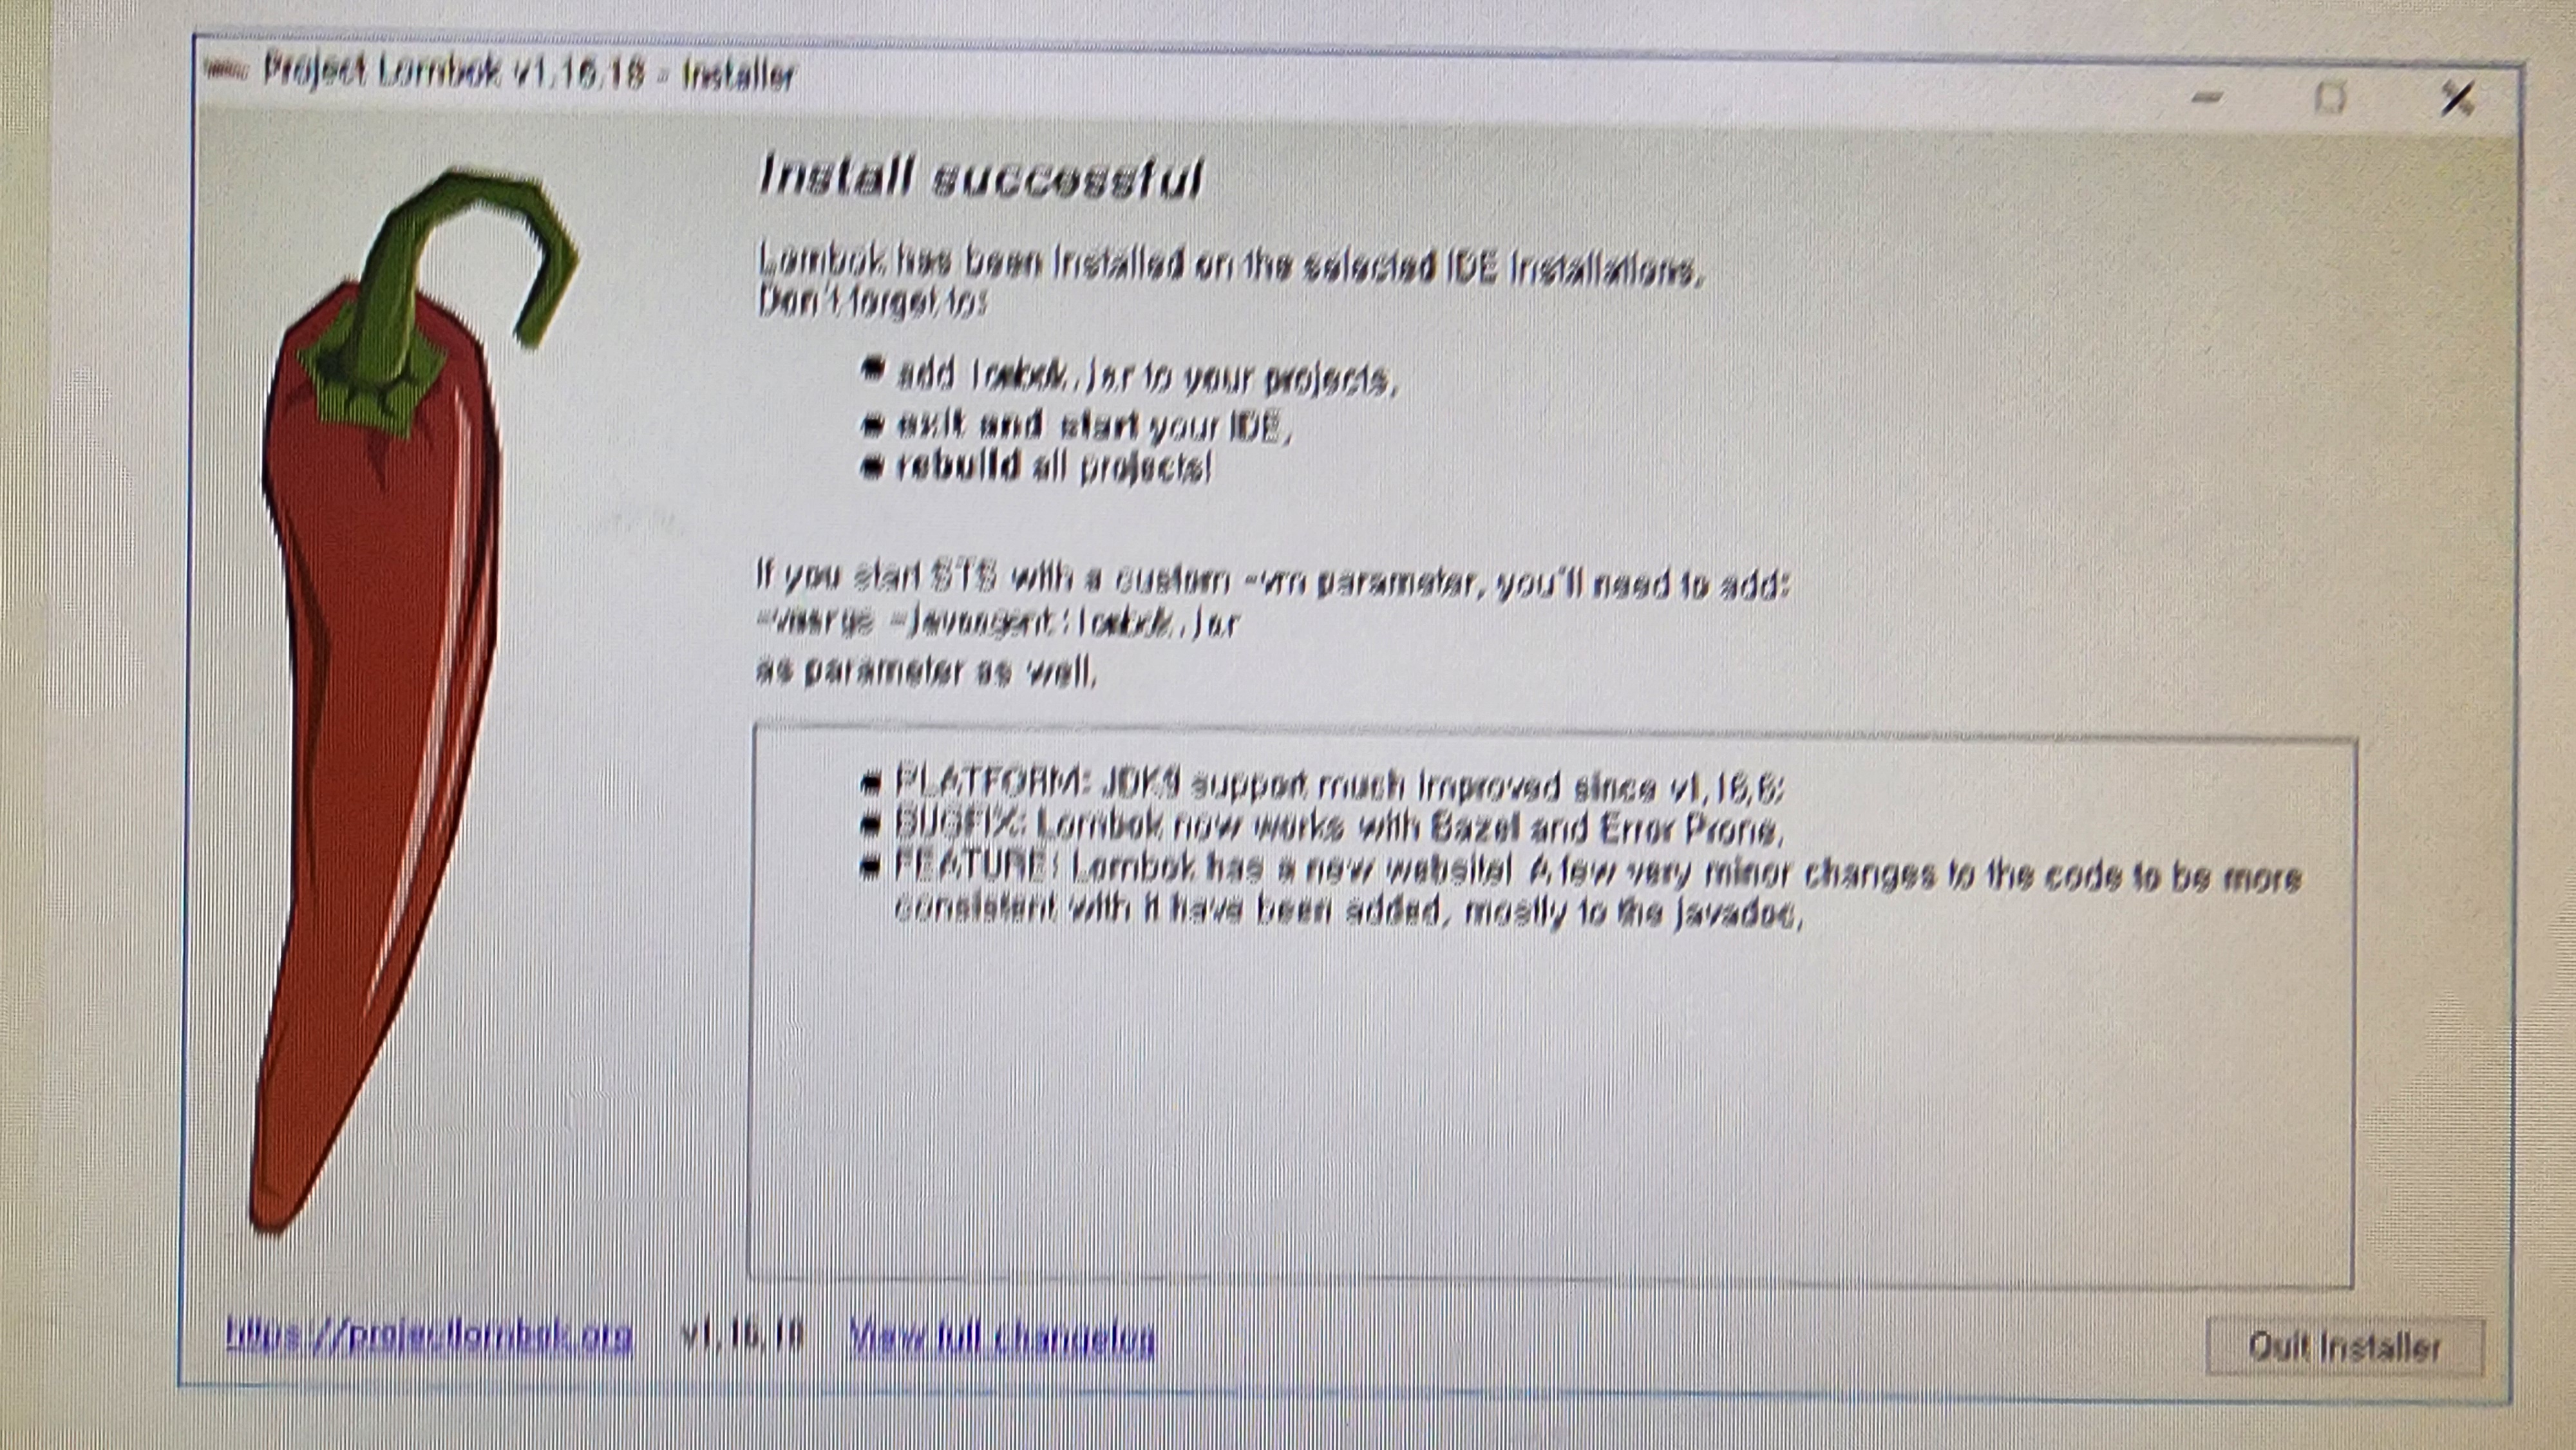 Project Lombok v1.16.18 - Installer
Install successful
Lombok has been installed on the selected IDE installations.
Don't forget to:
add lombok.jar to your projects,
exit and start your IDE,
rebuild all projects!
If you start STS with a custom -vm parameter, you'll need to add:
-vmargs -javaagent:lombok.jar
as parameter as well.
PLATFORM: JDK9 support much improved since v1.16.6;
BUGFIX: Lombok now works with Bazel and Error Prone.
FEATURE: Lombok has a new website! A few very minor changes to the code to be more
consistent with it have been added, mostly to the javadoc.
https://projectlombok.org v1.16.18 View full changelog
Quit Installer